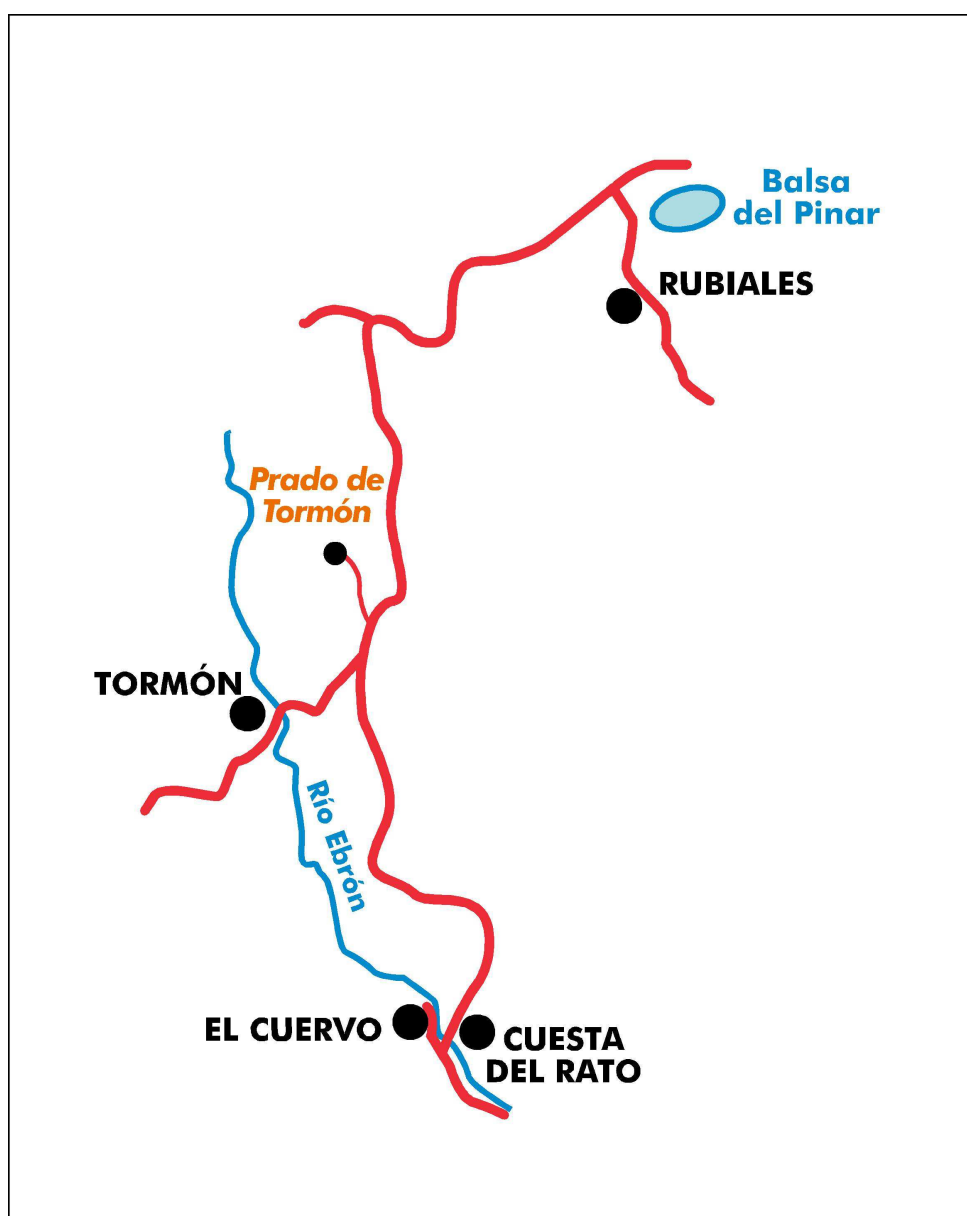 Balsa
del Pinar
RUBIALES
Prado de
Tormón
TORMÓN
Río Ebrón
EL CUERVO
CUESTA
DEL RATO